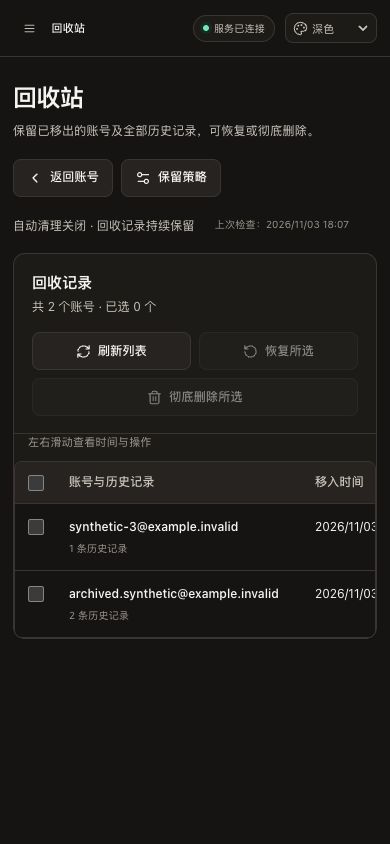 回收站
服务已连接
深色
回收站
保留已移出的账号及全部历史记录，可恢复或彻底删除。
返回账号
保留策略
自动清理关闭 · 回收记录持续保留
上次检查：2026/11/03 18:07
回收记录
共 2 个账号 · 已选 0 个
刷新列表
恢复所选
彻底删除所选
左右滑动查看时间与操作
账号与历史记录
移入时间
synthetic-3@example.invalid
2026/11/03
1 条历史记录
archived.synthetic@example.invalid
2026/11/03
2 条历史记录